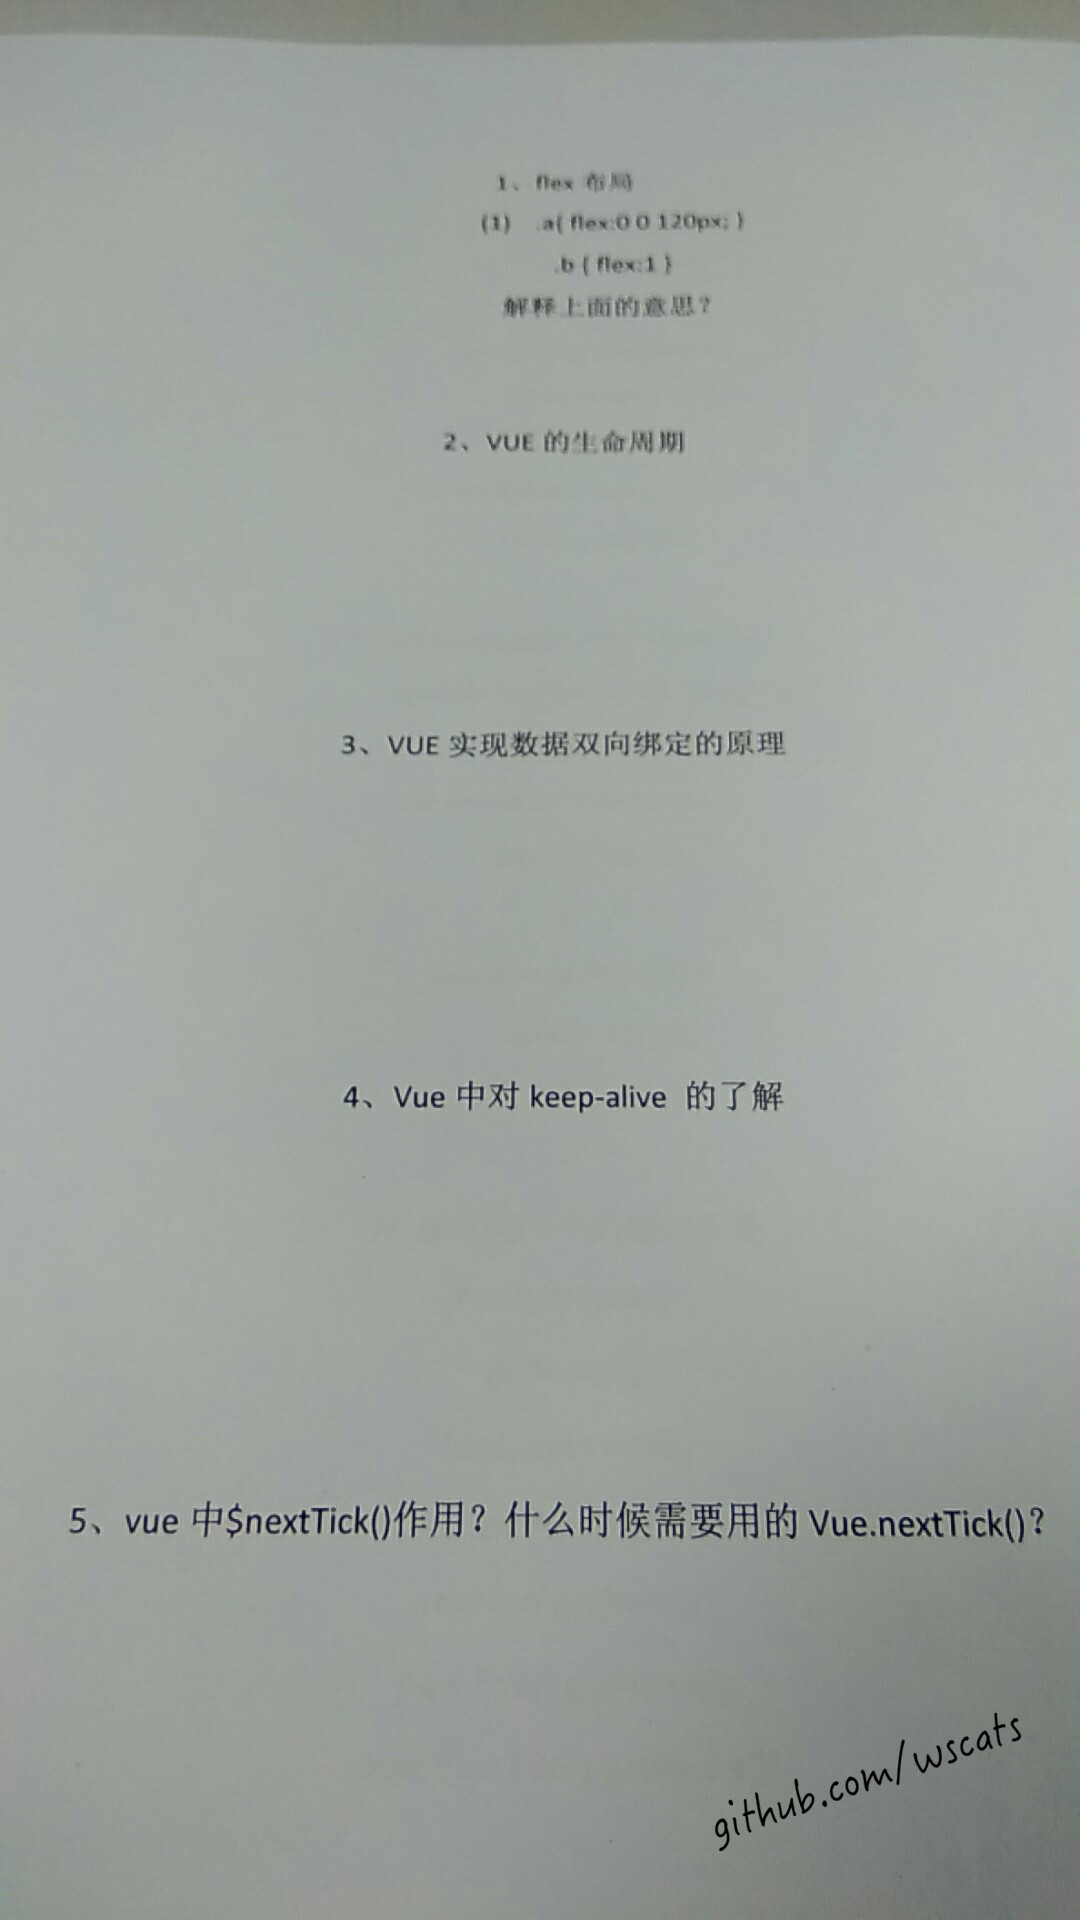 1、flex 布局
(1) .a{ flex:0 0 120px; }
.b { flex:1 }
解释上面的意思?
2、VUE 的生命周期
3、VUE 实现数据双向绑定的原理
4、Vue 中对 keep-alive 的了解
5、vue 中$nextTick()作用？什么时候需要用的 Vue.nextTick()？
github.com/wscats